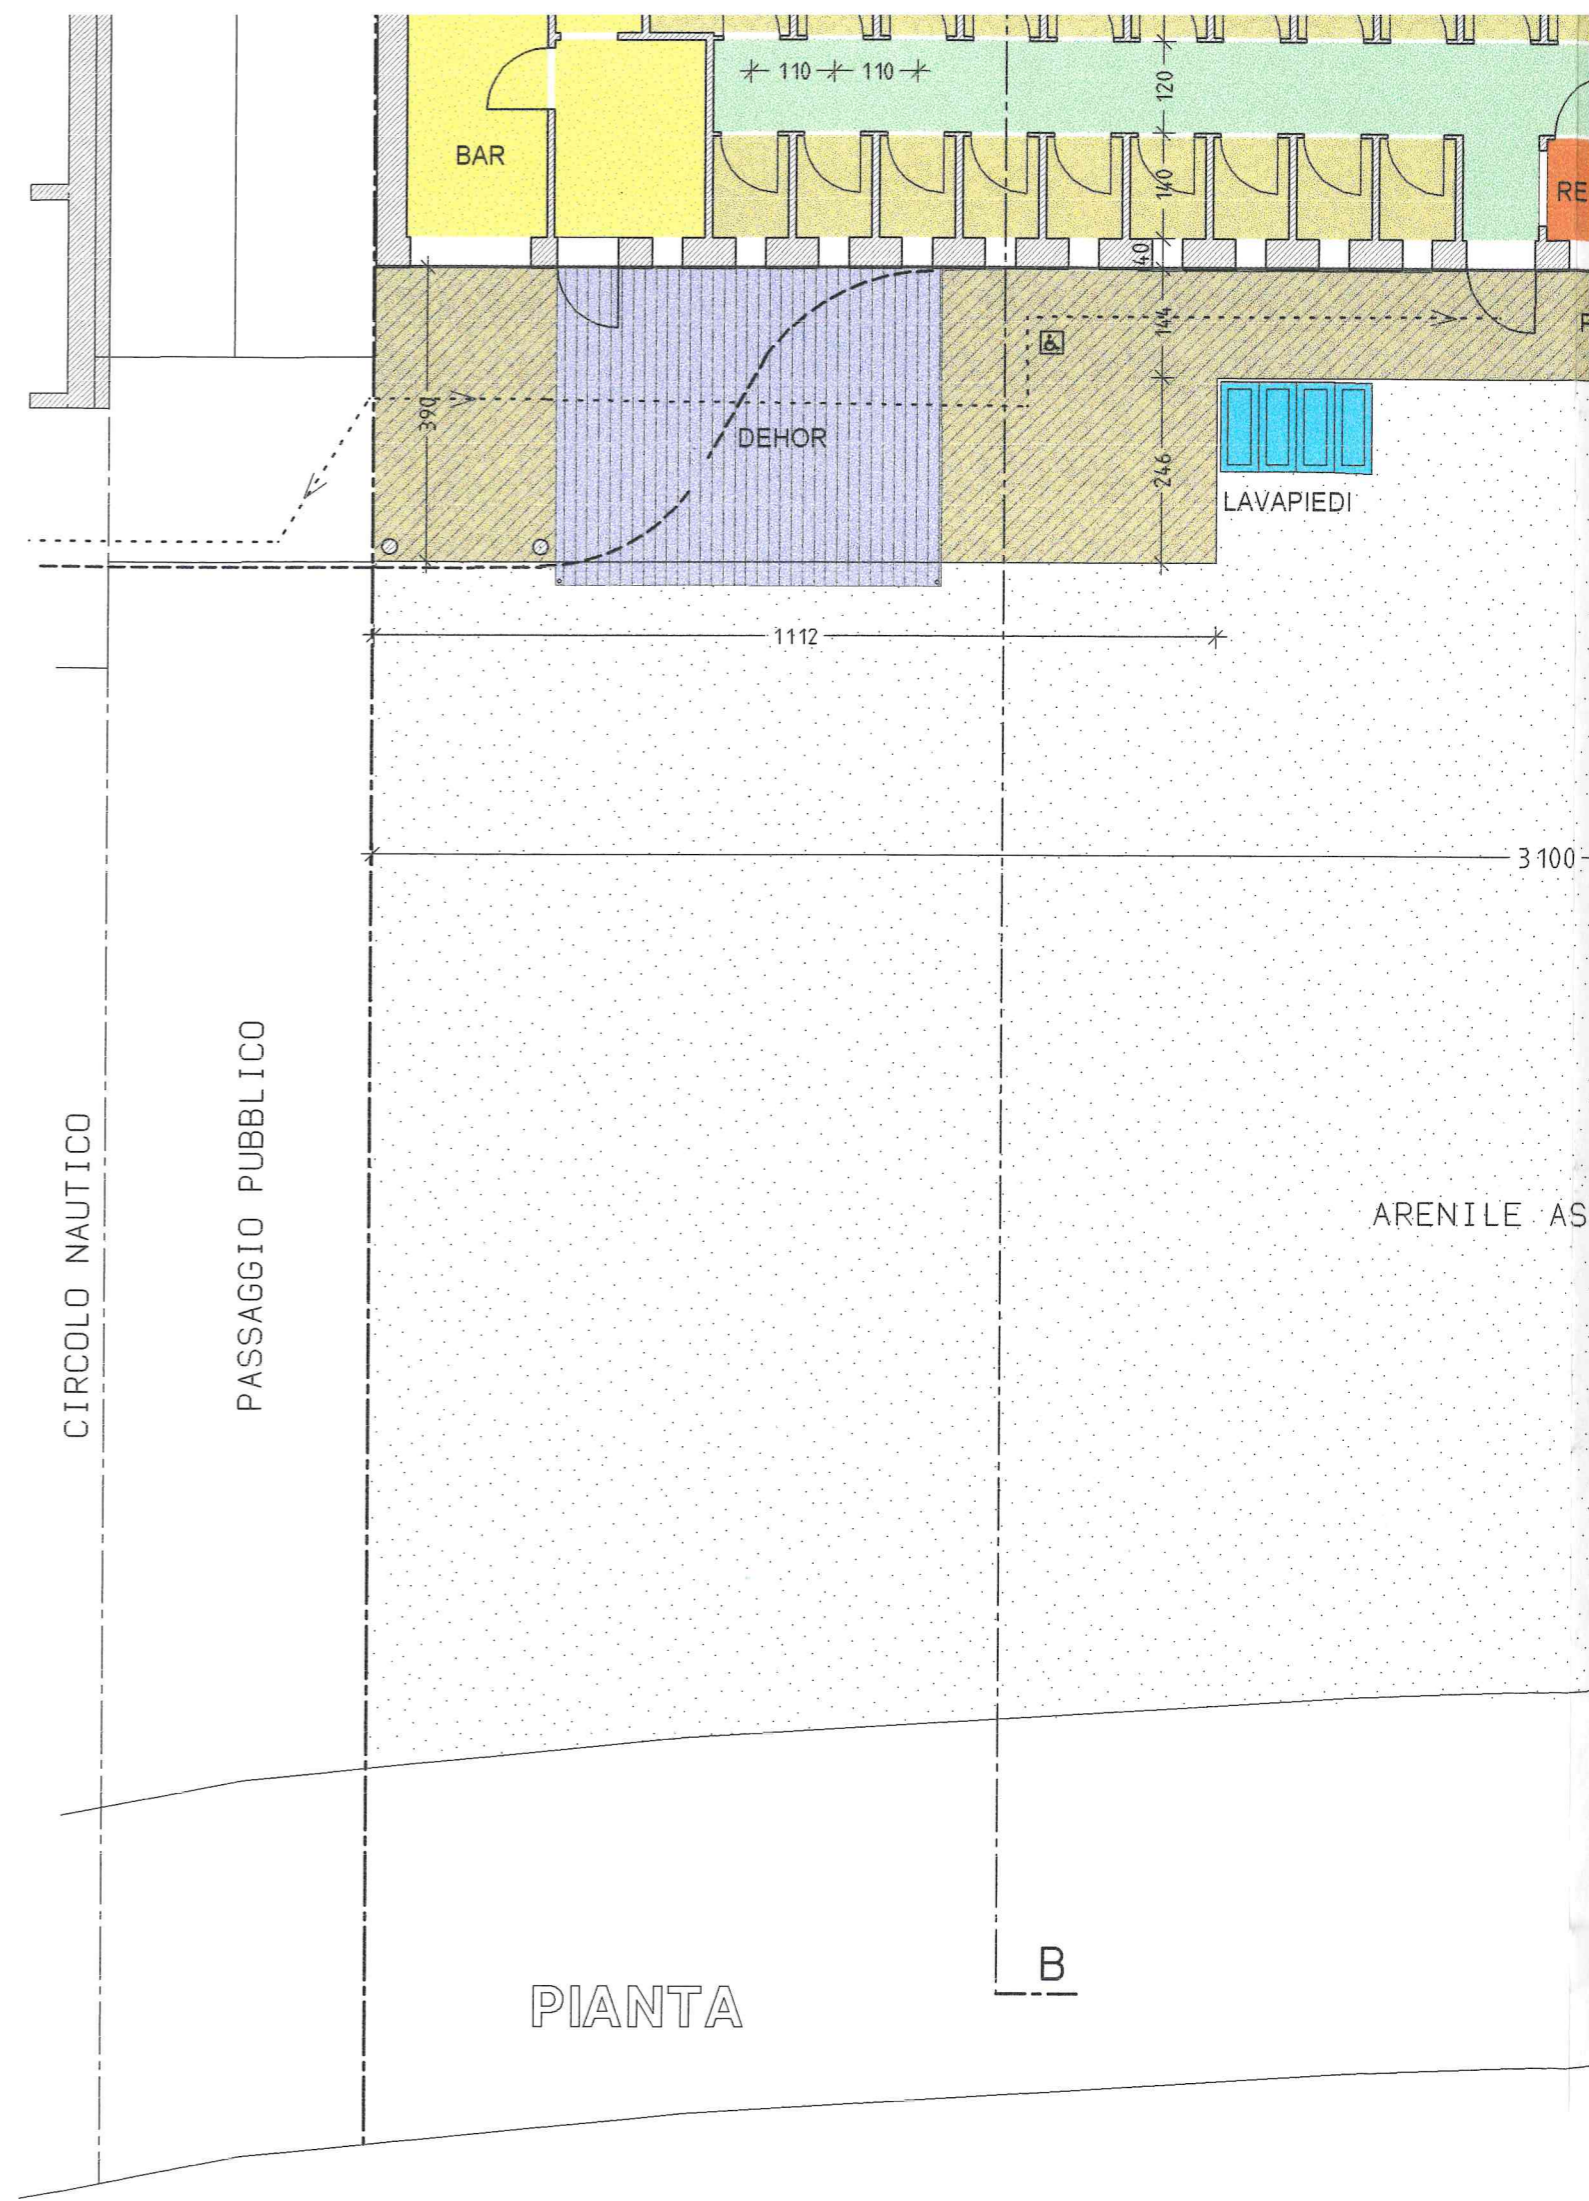 110 110
120
BAR
140
RE
40
144
390
DEHOR
246
LAVAPIEDI
1112
3100
CIRCOLO NAUTICO
PASSAGGIO PUBBLICO
ARENILE AS
B
PIANTA